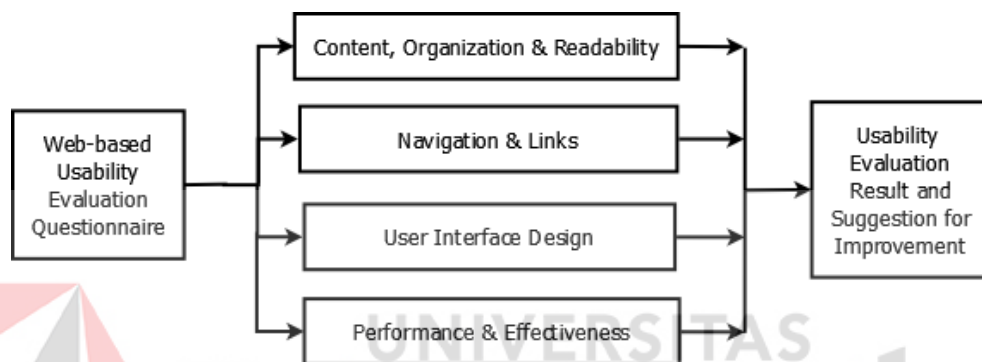 Web-based
Usability
Evaluation
Questionnaire
Content, Organization & Readability
Navigation & Links
User Interface Design
Performance & Effectiveness
Usability
Evaluation
Result and
Suggestion for
Improvement
UNIVERSITAS